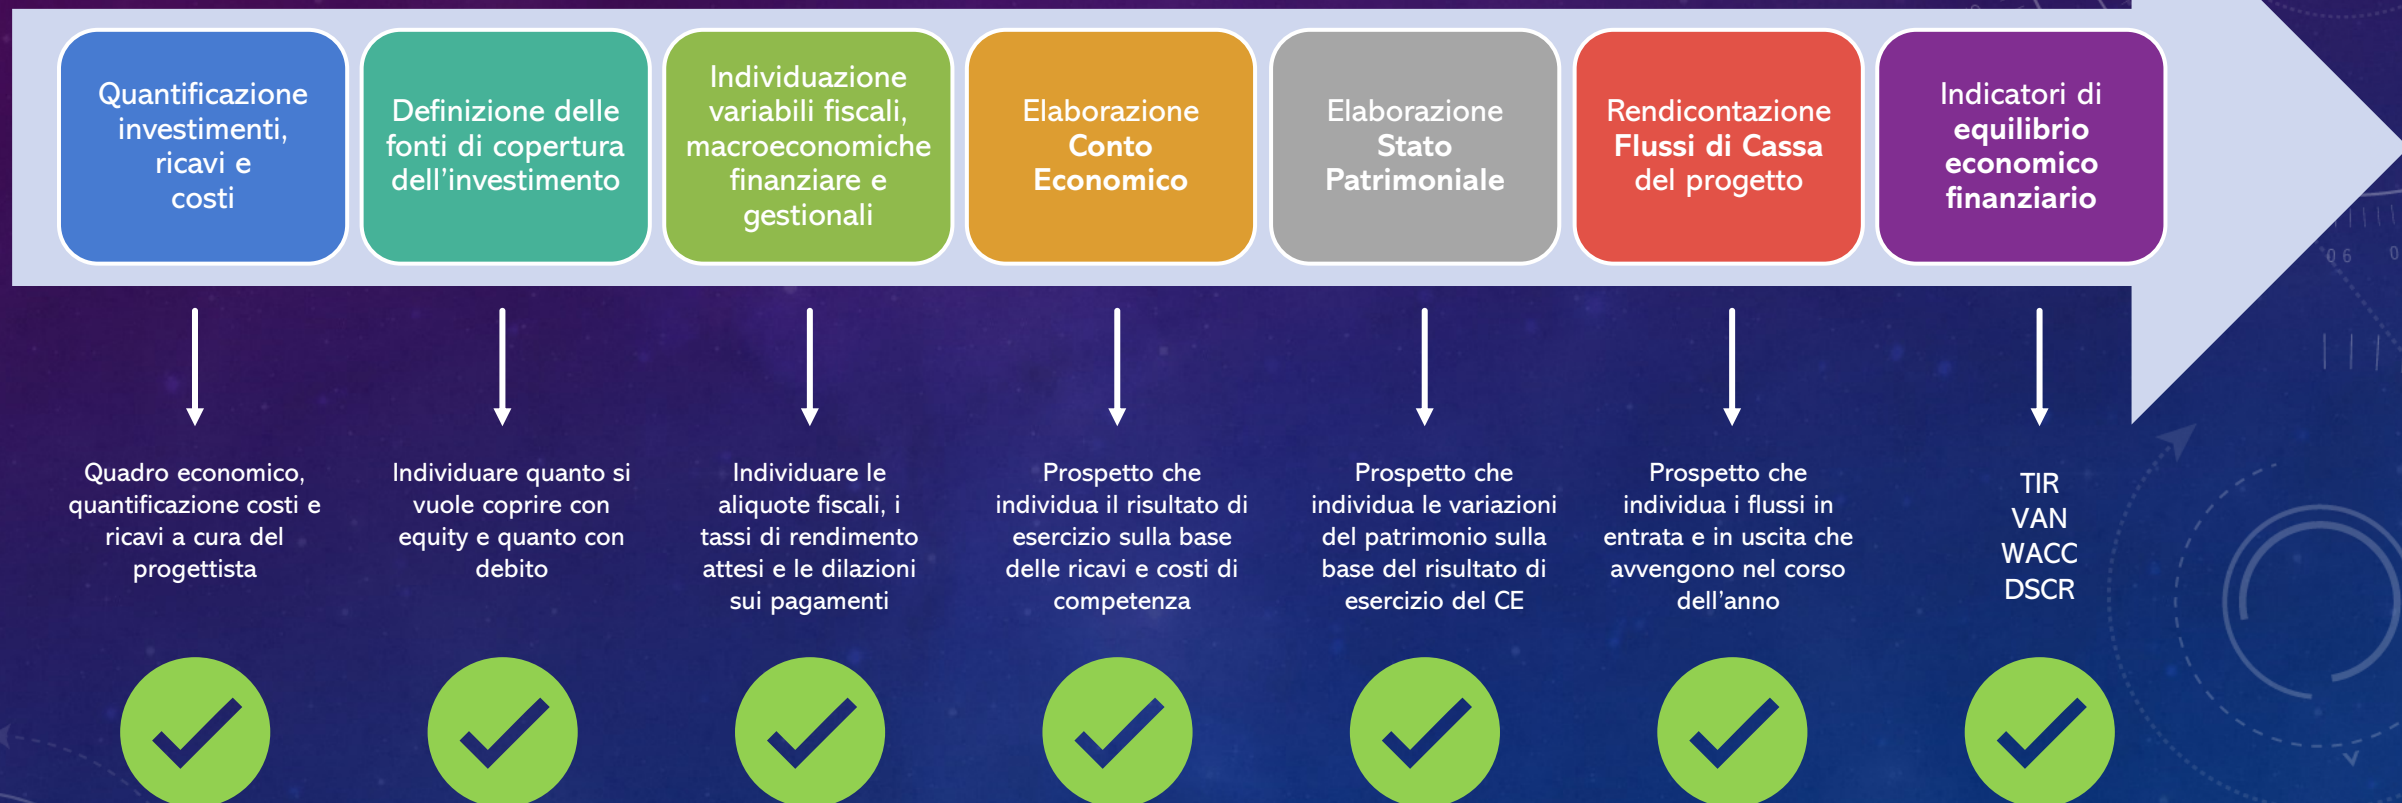 Quantificazione
investimenti,
ricavi e
costi
Definizione delle
fonti di copertura
dell'investimento
Individuazione
variabili fiscali,
macroeconomiche
finanziare e
gestionali
Elaborazione
Conto
Economico
Elaborazione
Stato
Patrimoniale
Rendicontazione
Flussi di Cassa
del progetto
Indicatori di
equilibrio
economico
finanziario
Quadro economico,
quantificazione costi e
ricavi a cura del
progettista
Individuare quanto si
vuole coprire con
equity e quanto con
debito
Individuare le
aliquote fiscali, i
tassi di rendimento
attesi e le dilazioni
sui pagamenti
Prospetto che
individua il risultato di
esercizio sulla base
delle ricavi e costi di
competenza
Prospetto che
individua le variazioni
del patrimonio sulla
base del risultato di
esercizio del CE
Prospetto che
individua i flussi in
entrata e in uscita che
avvengono nel corso
dell'anno
TIR
VAN
WACC
DSCR
06